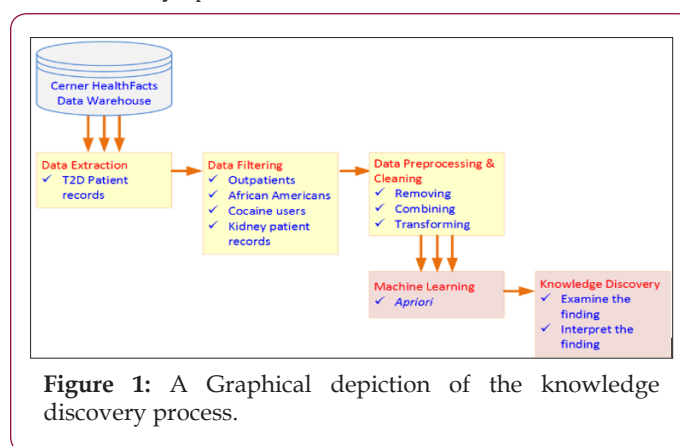 Cerner HealthFacts
Data Warehouse
Data Extraction
✓ T2D Patient
records
Data Filtering
✓ Outpatients
✓ African Americans
✓ Cocaine users
✓ Kidney patient
records
Data Preprocessing &
Cleaning
✓ Removing
✓ Combining
✓ Transforming
Machine Learning
✓ Apriori
Knowledge Discovery
✓ Examine the
finding
✓ Interpret the
finding
Figure 1: A Graphical depiction of the knowledge
discovery process.